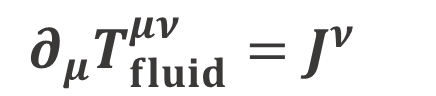 ∂_μ T^{μν}_{fluid} = J^ν